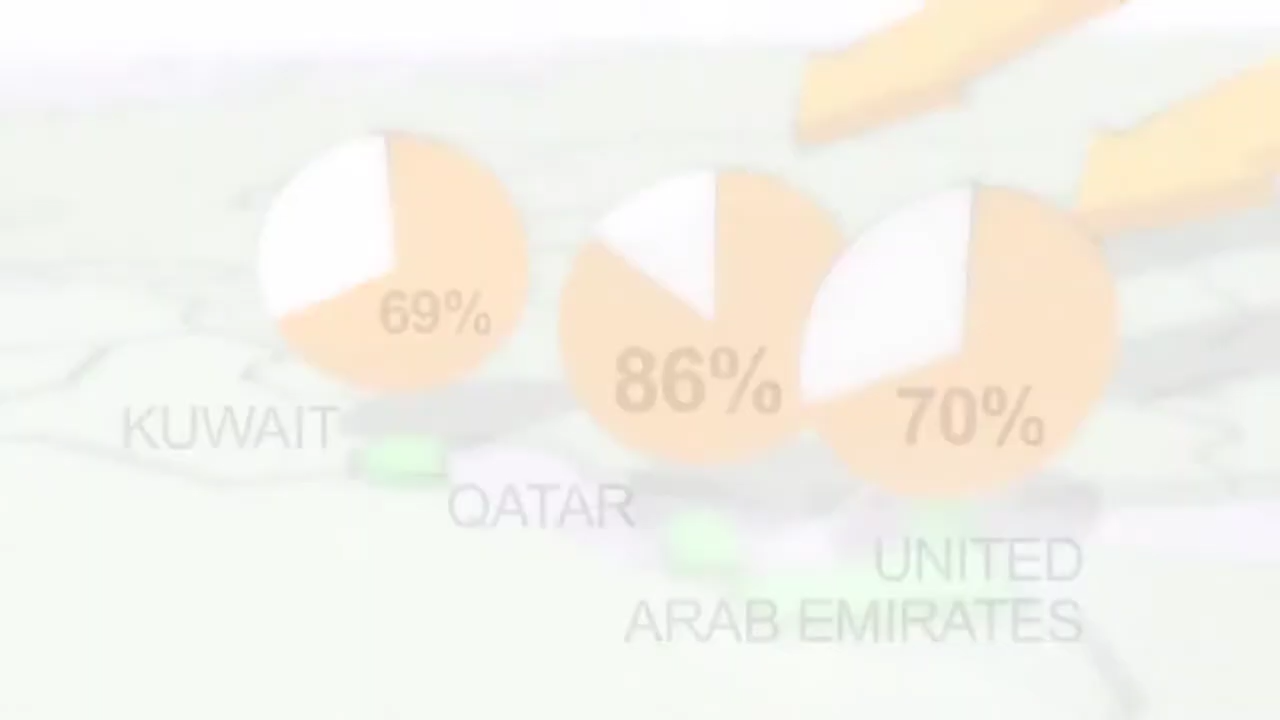 69%
86%
70%
KUWAIT
QATAR
UNITED
ARAB EMIRATES